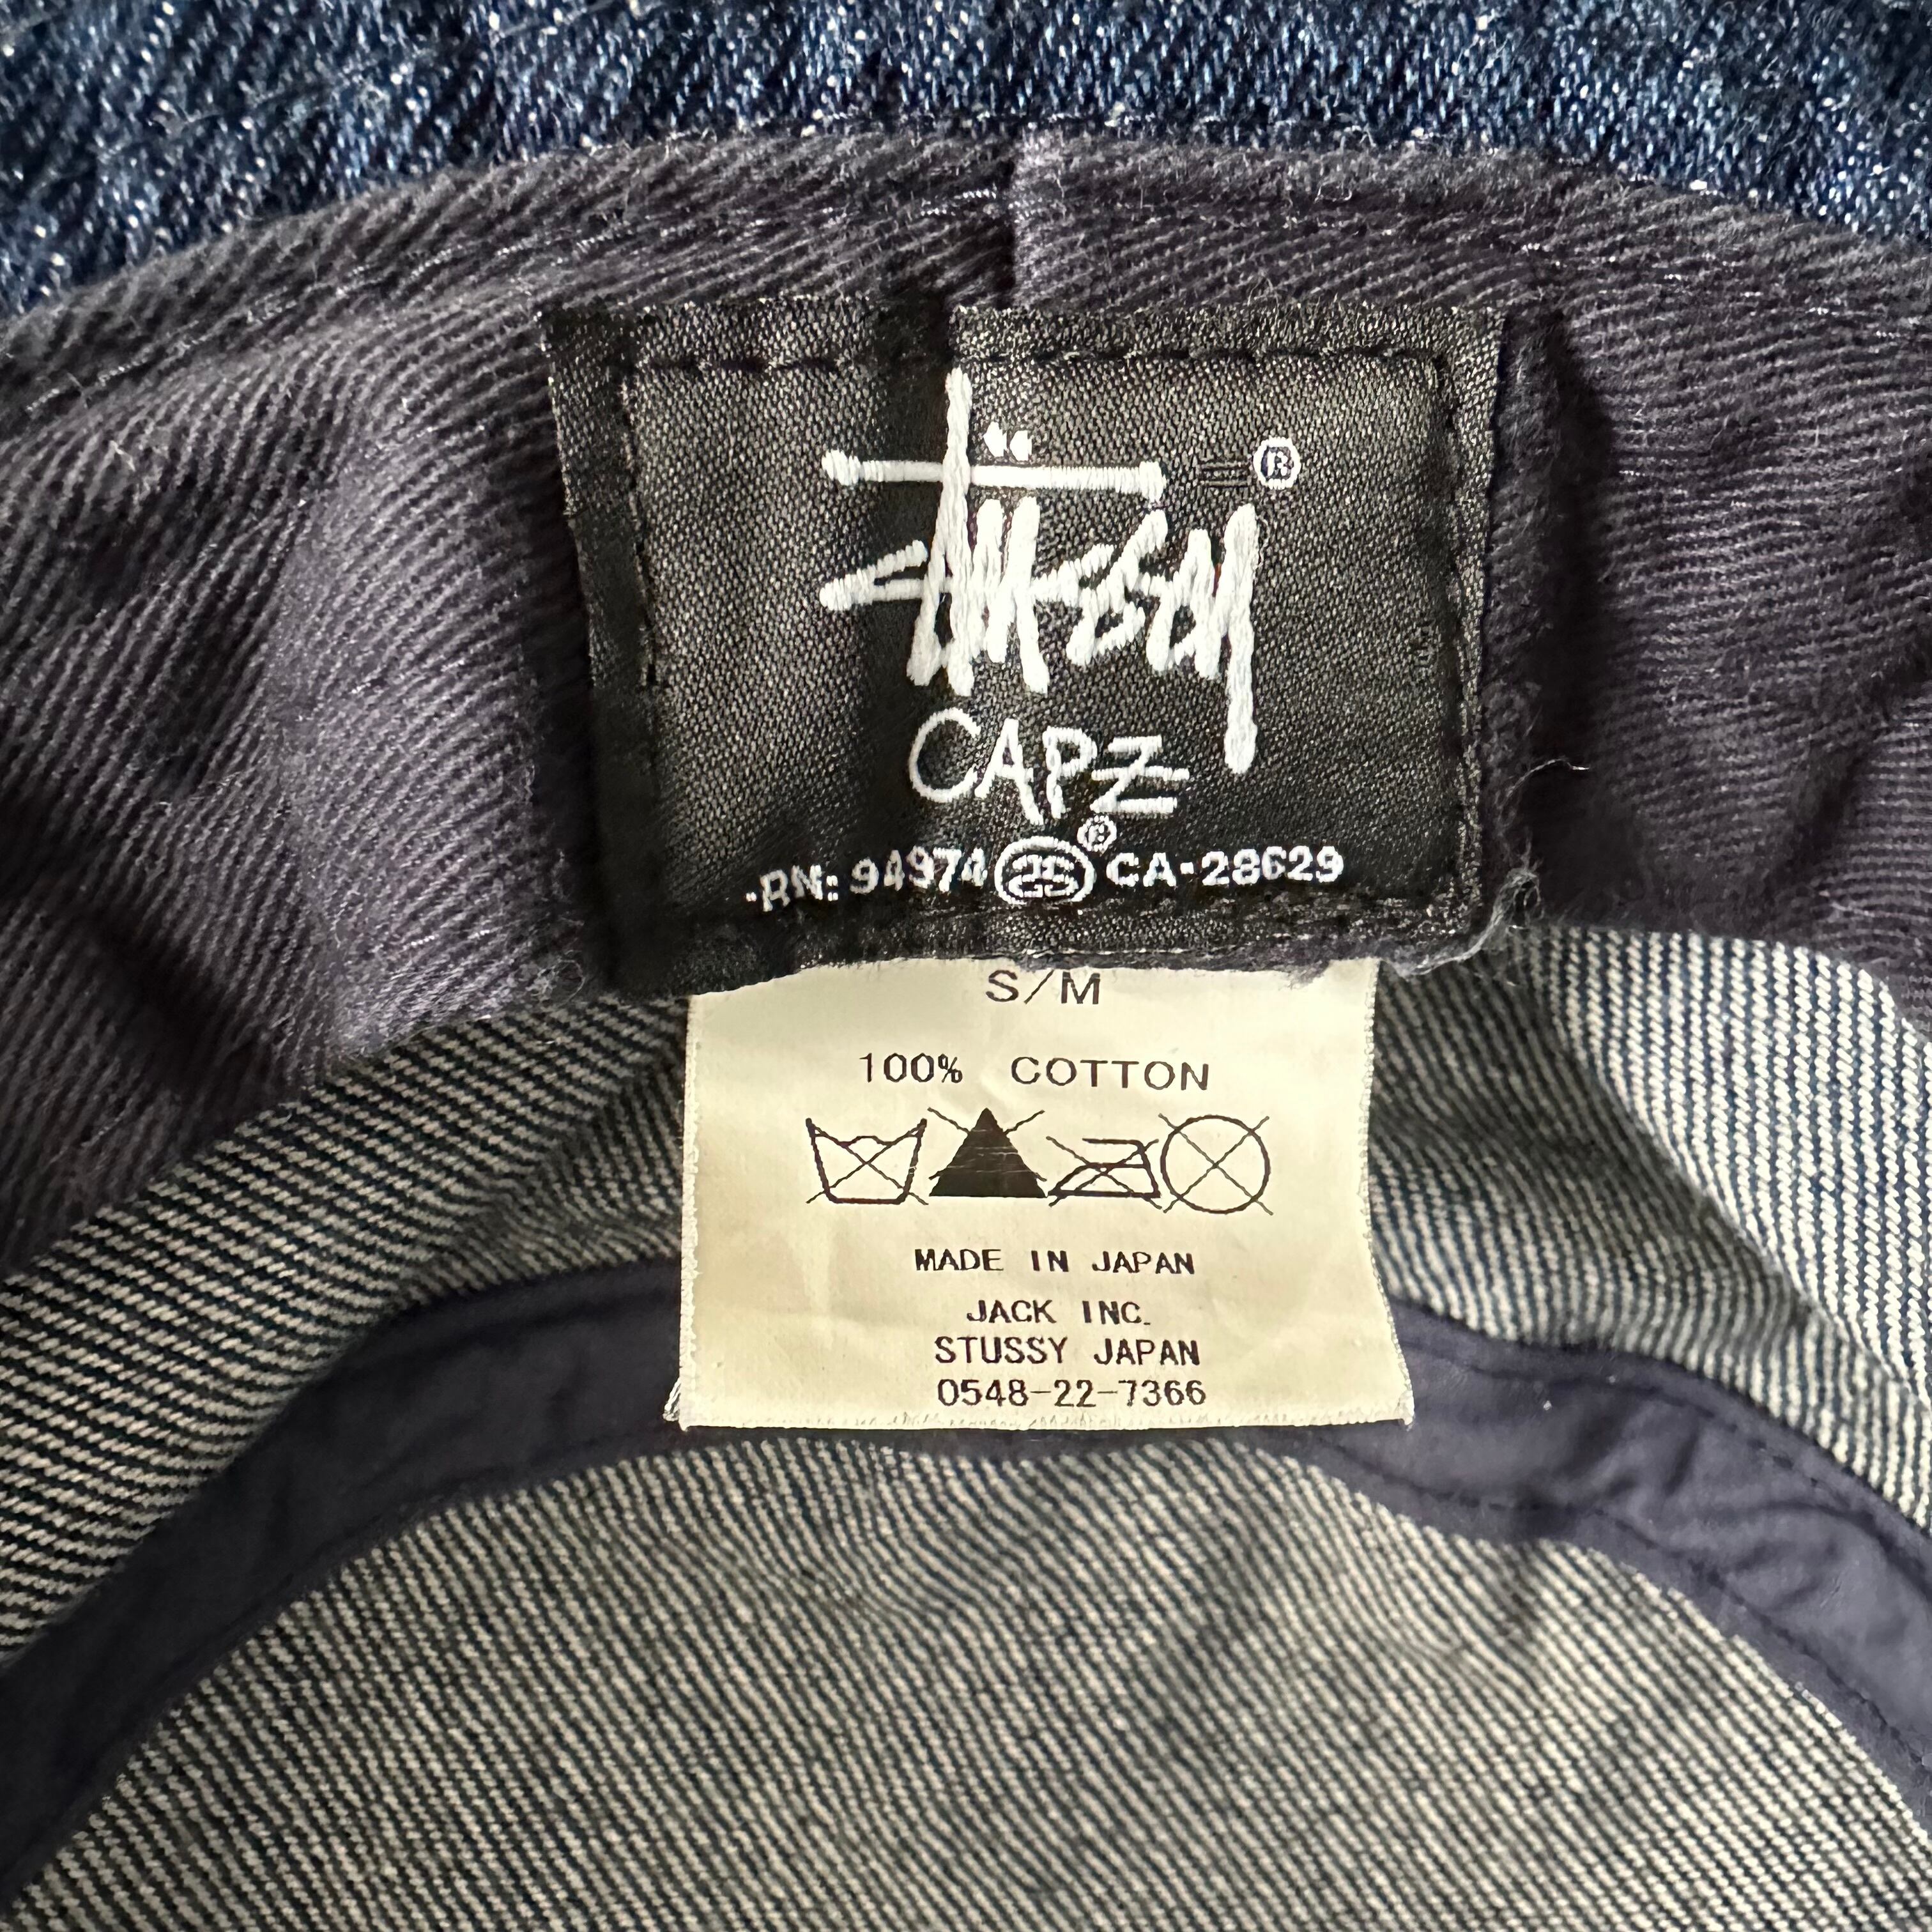 Stüssy ®
CAPZ
RN: 94974 ® CA-28629
S/M
100% COTTON
MADE IN JAPAN
JACK INC.
STUSSY JAPAN
0548-22-7366